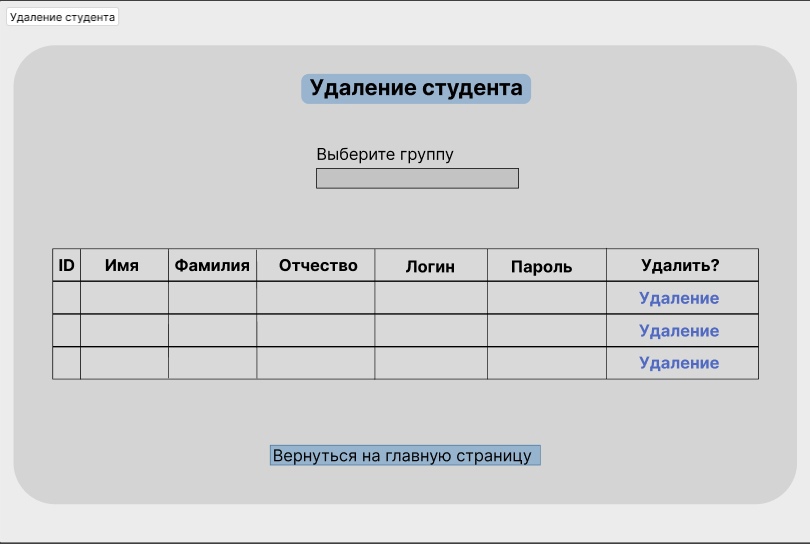 Удаление студента
Удаление студента
Выберите группу
ID Имя Фамилия Отчество Логин Пароль Удалить?
Удаление
Удаление
Удаление
Вернуться на главную страницу